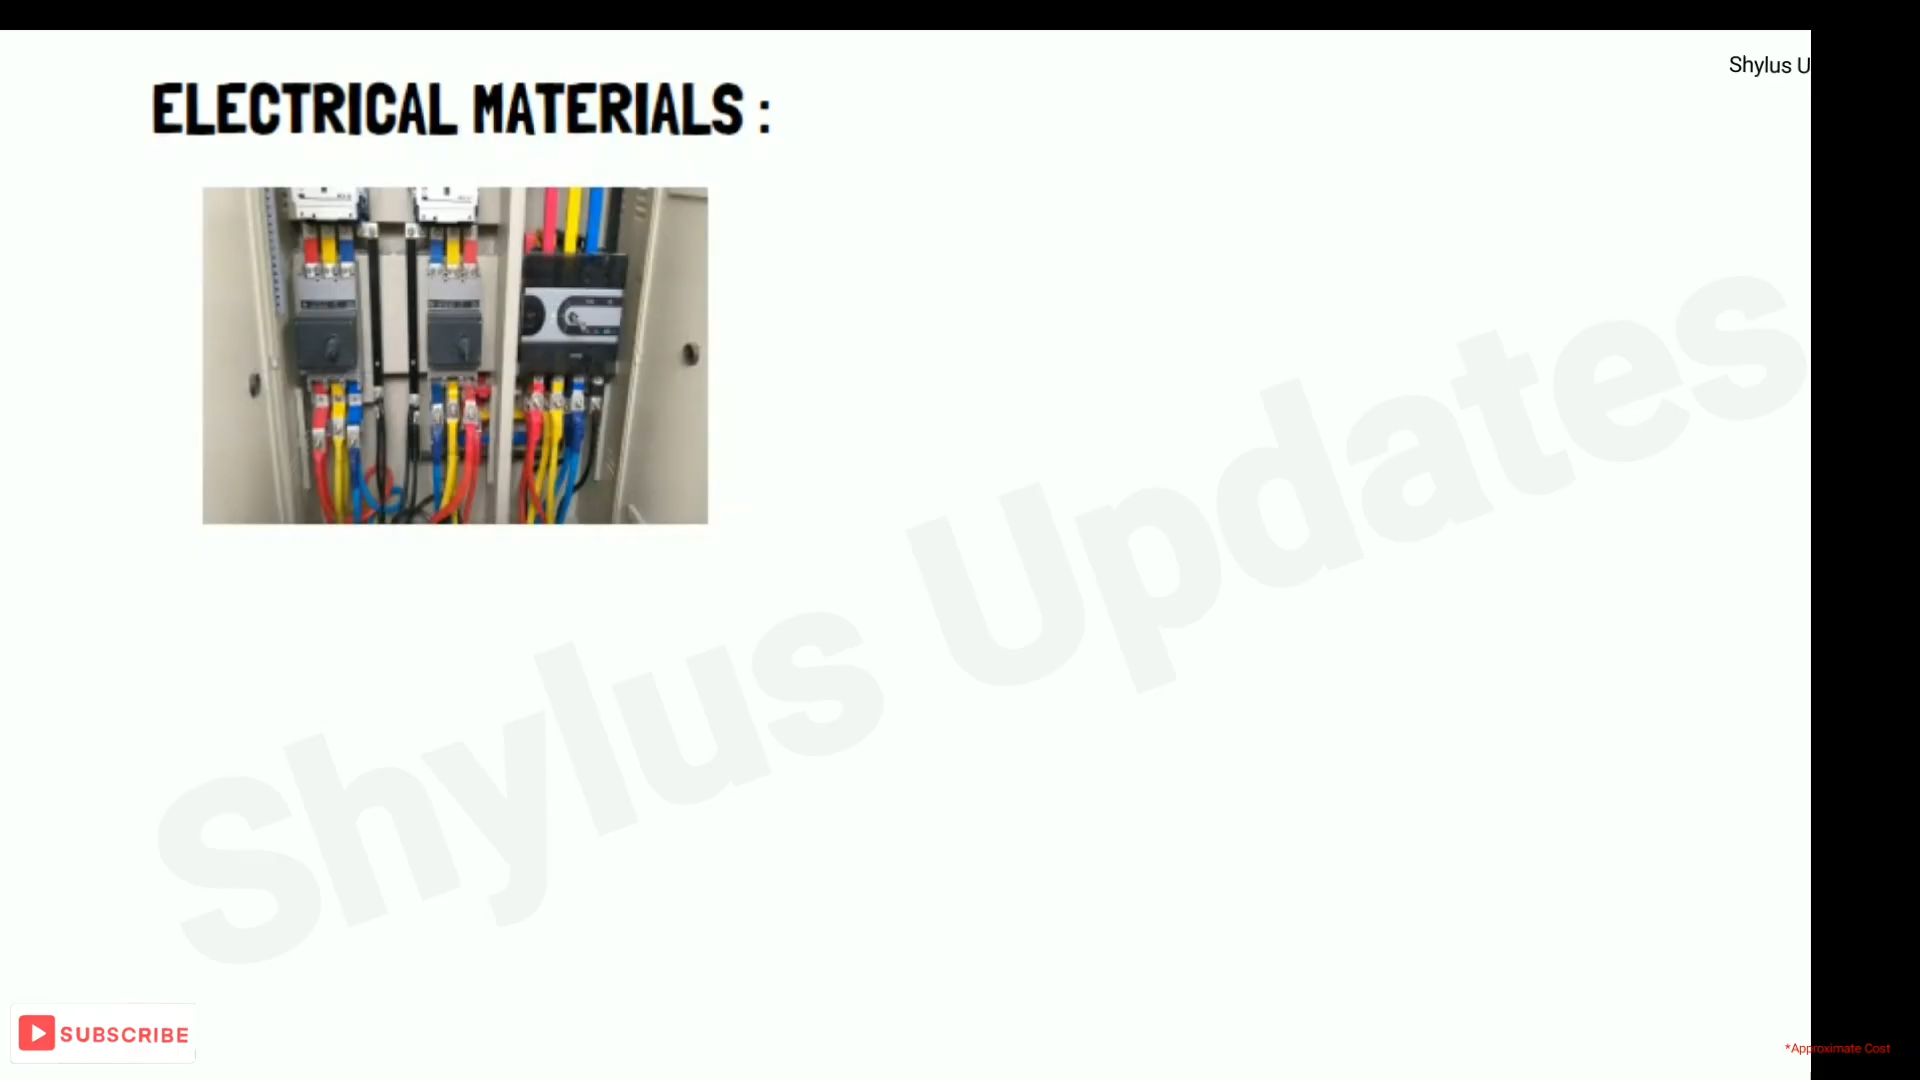 Shylus U
ELECTRICAL MATERIALS :
Shylus Updates
SUBSCRIBE
*Approximate Cost